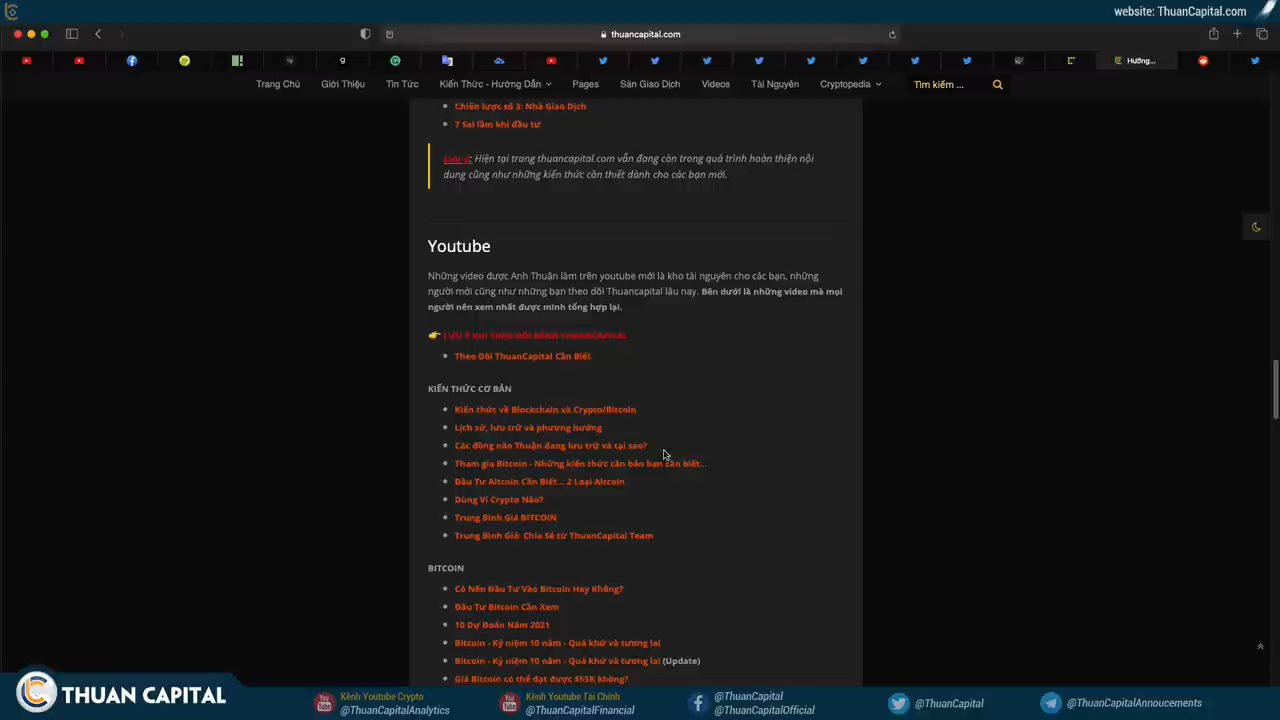 website: ThuanCapital.com
thuancapital.com
Hướng...
Trang Chủ Giới Thiệu Tin Tức Kiến Thức - Hướng Dẫn Pages Sàn Giao Dịch Videos Tài Nguyên Cryptopedia Tìm kiếm ...
Chiến lược số 3: Nhà Giao Dịch
7 Sai lầm khi đầu tư
Lưu ý: Hiện tại trang thuancapital.com vẫn đang còn trong quá trình hoàn thiện nội
dung cũng như những kiến thức cần thiết dành cho các bạn mới.
Youtube
Những video được Anh Thuận làm trên youtube mới là kho tài nguyên cho các bạn, những
người mới cũng như những bạn theo dõi Thuancapital lâu nay. Bên dưới là những video mà mọi
người nên xem nhất được mình tổng hợp lại.
👉 LƯU Ý KHI THEO DÕI BẢNG THUANCAPITAL
Theo Dõi ThuanCapital Cần Biết
KIẾN THỨC CƠ BẢN
Kiến thức về Blockchain và Crypto/Bitcoin
Lịch sử, lưu trữ và phương hướng
Các đồng nào Thuận đang lưu trữ và tại sao?
Tham gia Bitcoin - Những kiến thức căn bản bạn cần biết...
Đầu Tư Altcoin Cần Biết... 2 Loại Altcoin
Dùng Ví Crypto Nào?
Trung Bình Giá BITCOIN
Trung Bình Giá: Chia Sẻ từ ThuanCapital Team
BITCOIN
Có Nên Đầu Tư Vào Bitcoin Hay Không?
Đầu Tư Bitcoin Cần Xem
10 Dự Đoán Năm 2021
Bitcoin - Kỷ niệm 10 năm - Quá khứ và tương lai
Bitcoin - Kỷ niệm 10 năm - Quá khứ và tương lai (Update)
Giá Bitcoin có thể đạt được $55K không?
THUAN CAPITAL
Kênh Youtube Crypto
@ThuanCapitalAnalytics
Kênh Youtube Tài Chính
@ThuanCapitalFinancial
@ThuanCapital
@ThuanCapitalOfficial
@ThuanCapital
@ThuanCapitalAnnoucements